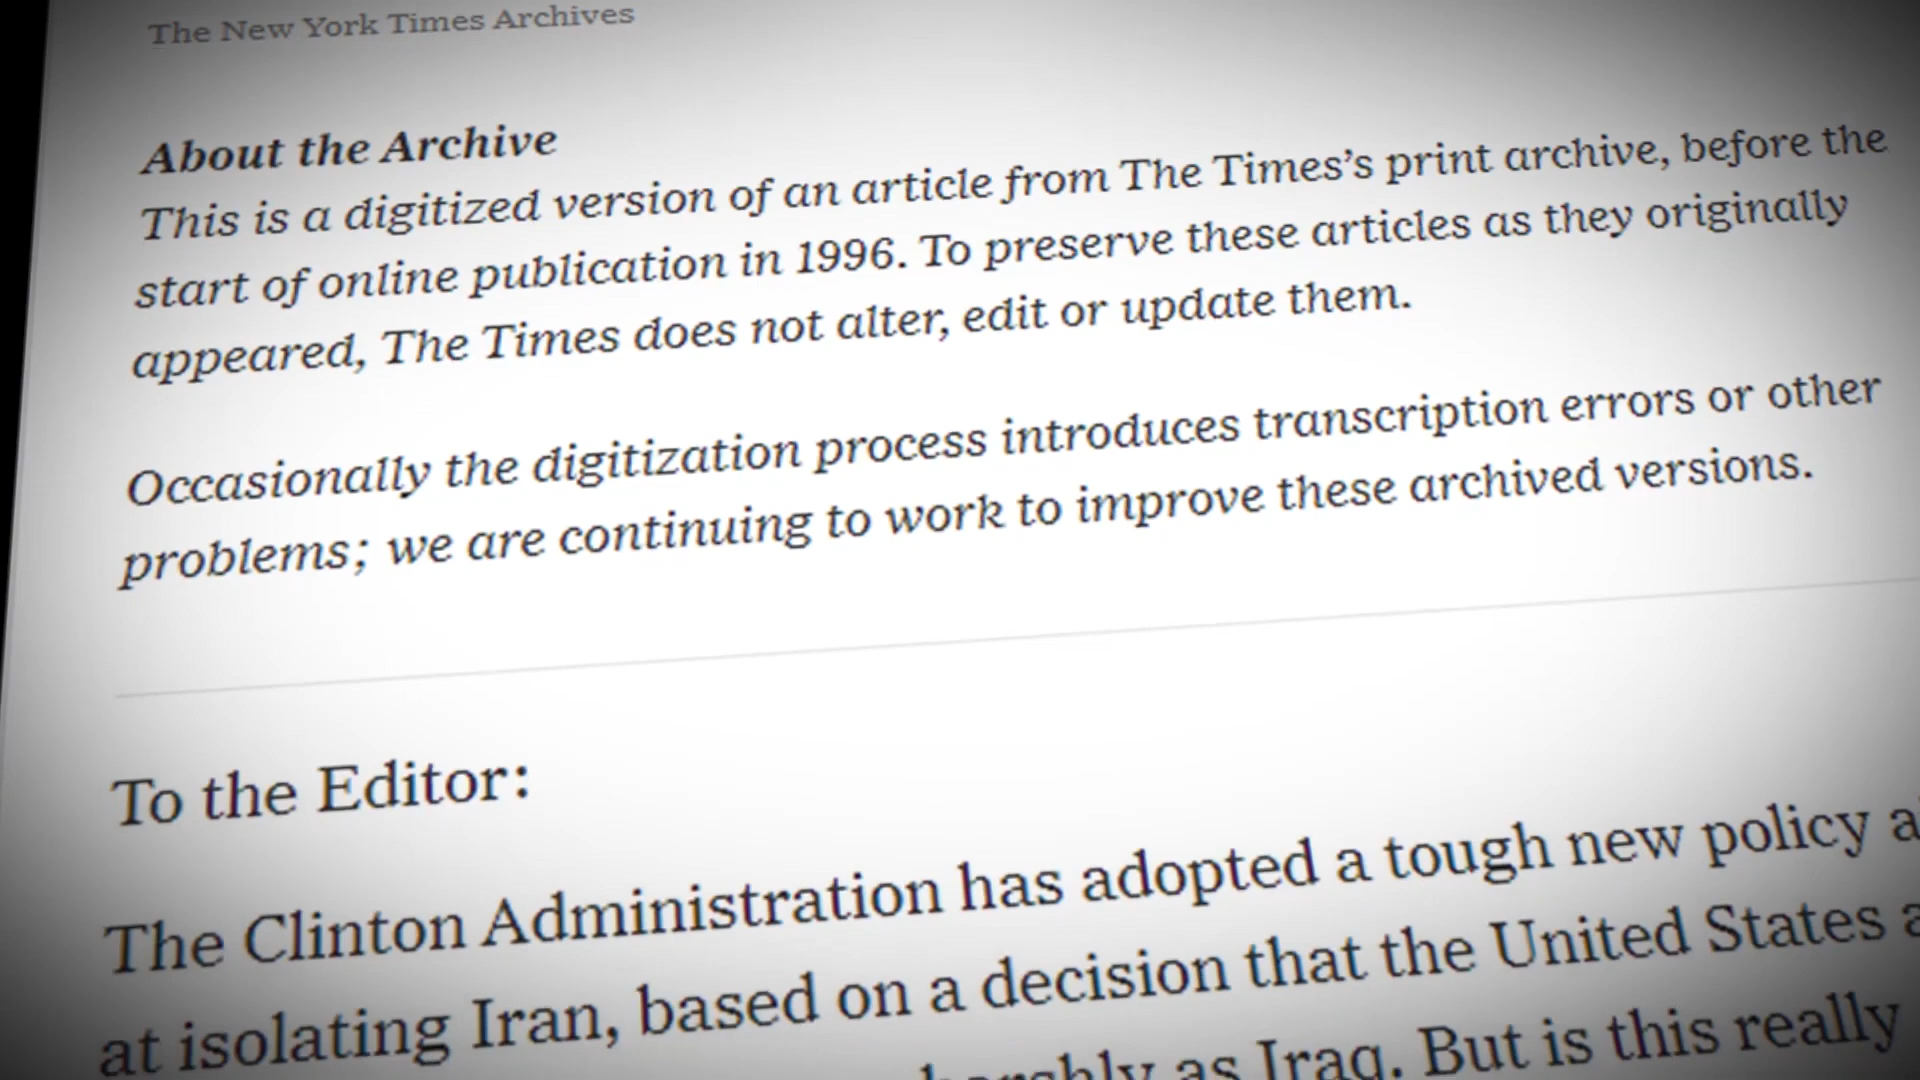 The New York Times Archives
About the Archive
This is a digitized version of an article from The Times’s print archive, before the
start of online publication in 1996. To preserve these articles as they originally
appeared, The Times does not alter, edit or update them.
Occasionally the digitization process introduces transcription errors or other
problems; we are continuing to work to improve these archived versions.
To the Editor:
The Clinton Administration has adopted a tough new policy
at isolating Iran, based on a decision that the United States
harshly as Iraq. But is this really